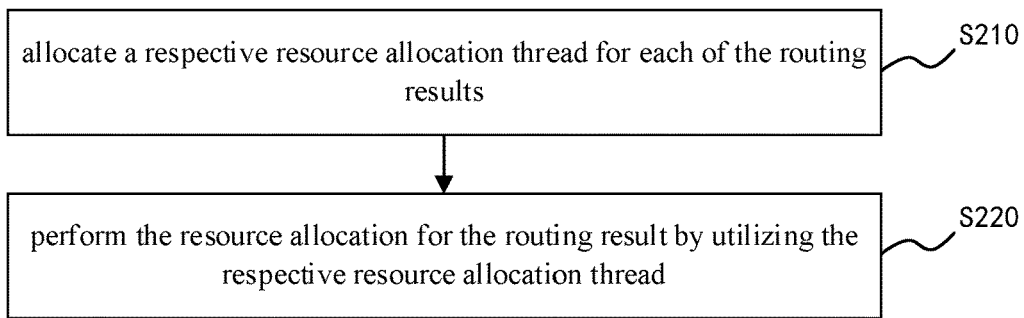 allocate a respective resource allocation thread for each of the routing
results
S210
perform the resource allocation for the routing result by utilizing the
respective resource allocation thread
S220